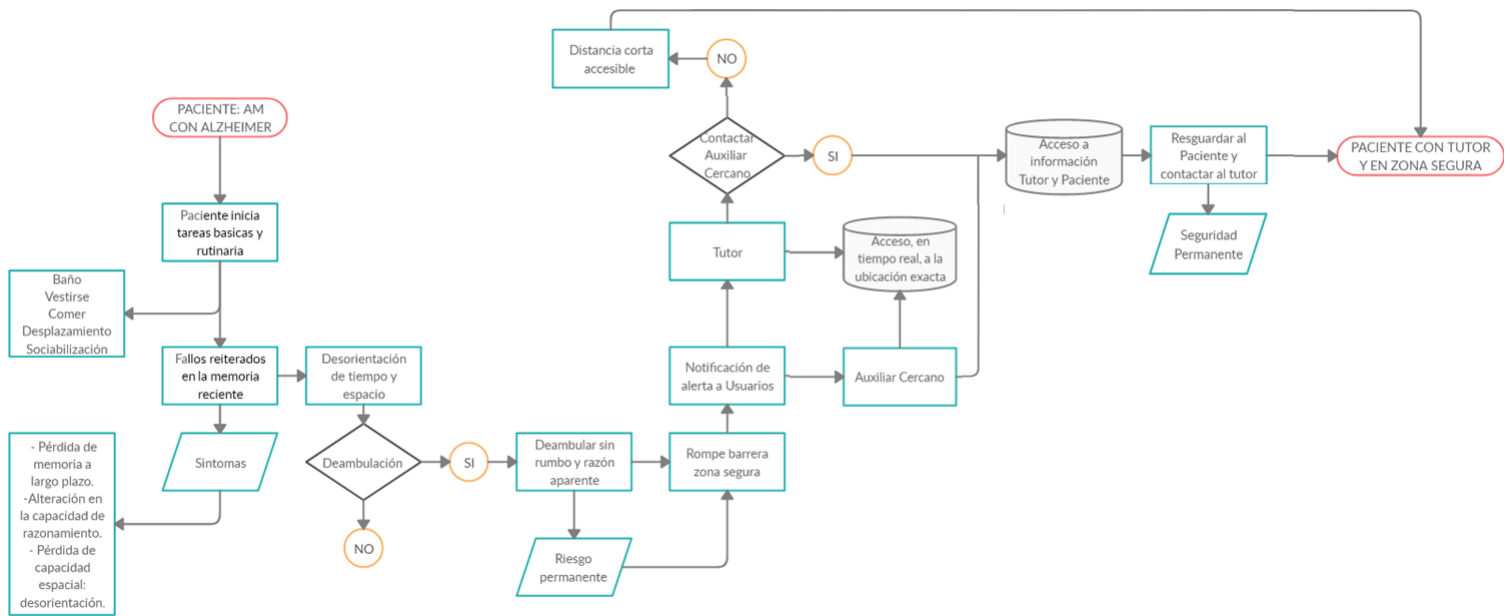 PACIENTE: AM
CON ALZHEIMER
Paciente inicia
tareas basicas y
rutinaria
Baño
Vestirse
Comer
Desplazamiento
Sociabilización
Fallos reiterados
en la memoria
reciente
Desorientación
de tiempo y
espacio
Sintomas
- Pérdida de
memoria a
largo plazo.
-Alteración en
la capacidad de
razonamiento.
- Pérdida de
capacidad
espacial:
desorientación.
Deambulación
SI
NO
Deambular sin
rumbo y razón
aparente
Riesgo
permanente
Rompe barrera
zona segura
Notificación de
alerta a Usuarios
Auxiliar Cercano
Tutor
Acceso, en
tiempo real, a la
ubicación exacta
Contactar
Auxiliar
Cercano
NO
Distancia corta
accesible
SI
Acceso a
información
Tutor y Paciente
Resguardar al
Paciente y
contactar al tutor
Seguridad
Permanente
PACIENTE CON TUTOR
Y EN ZONA SEGURA